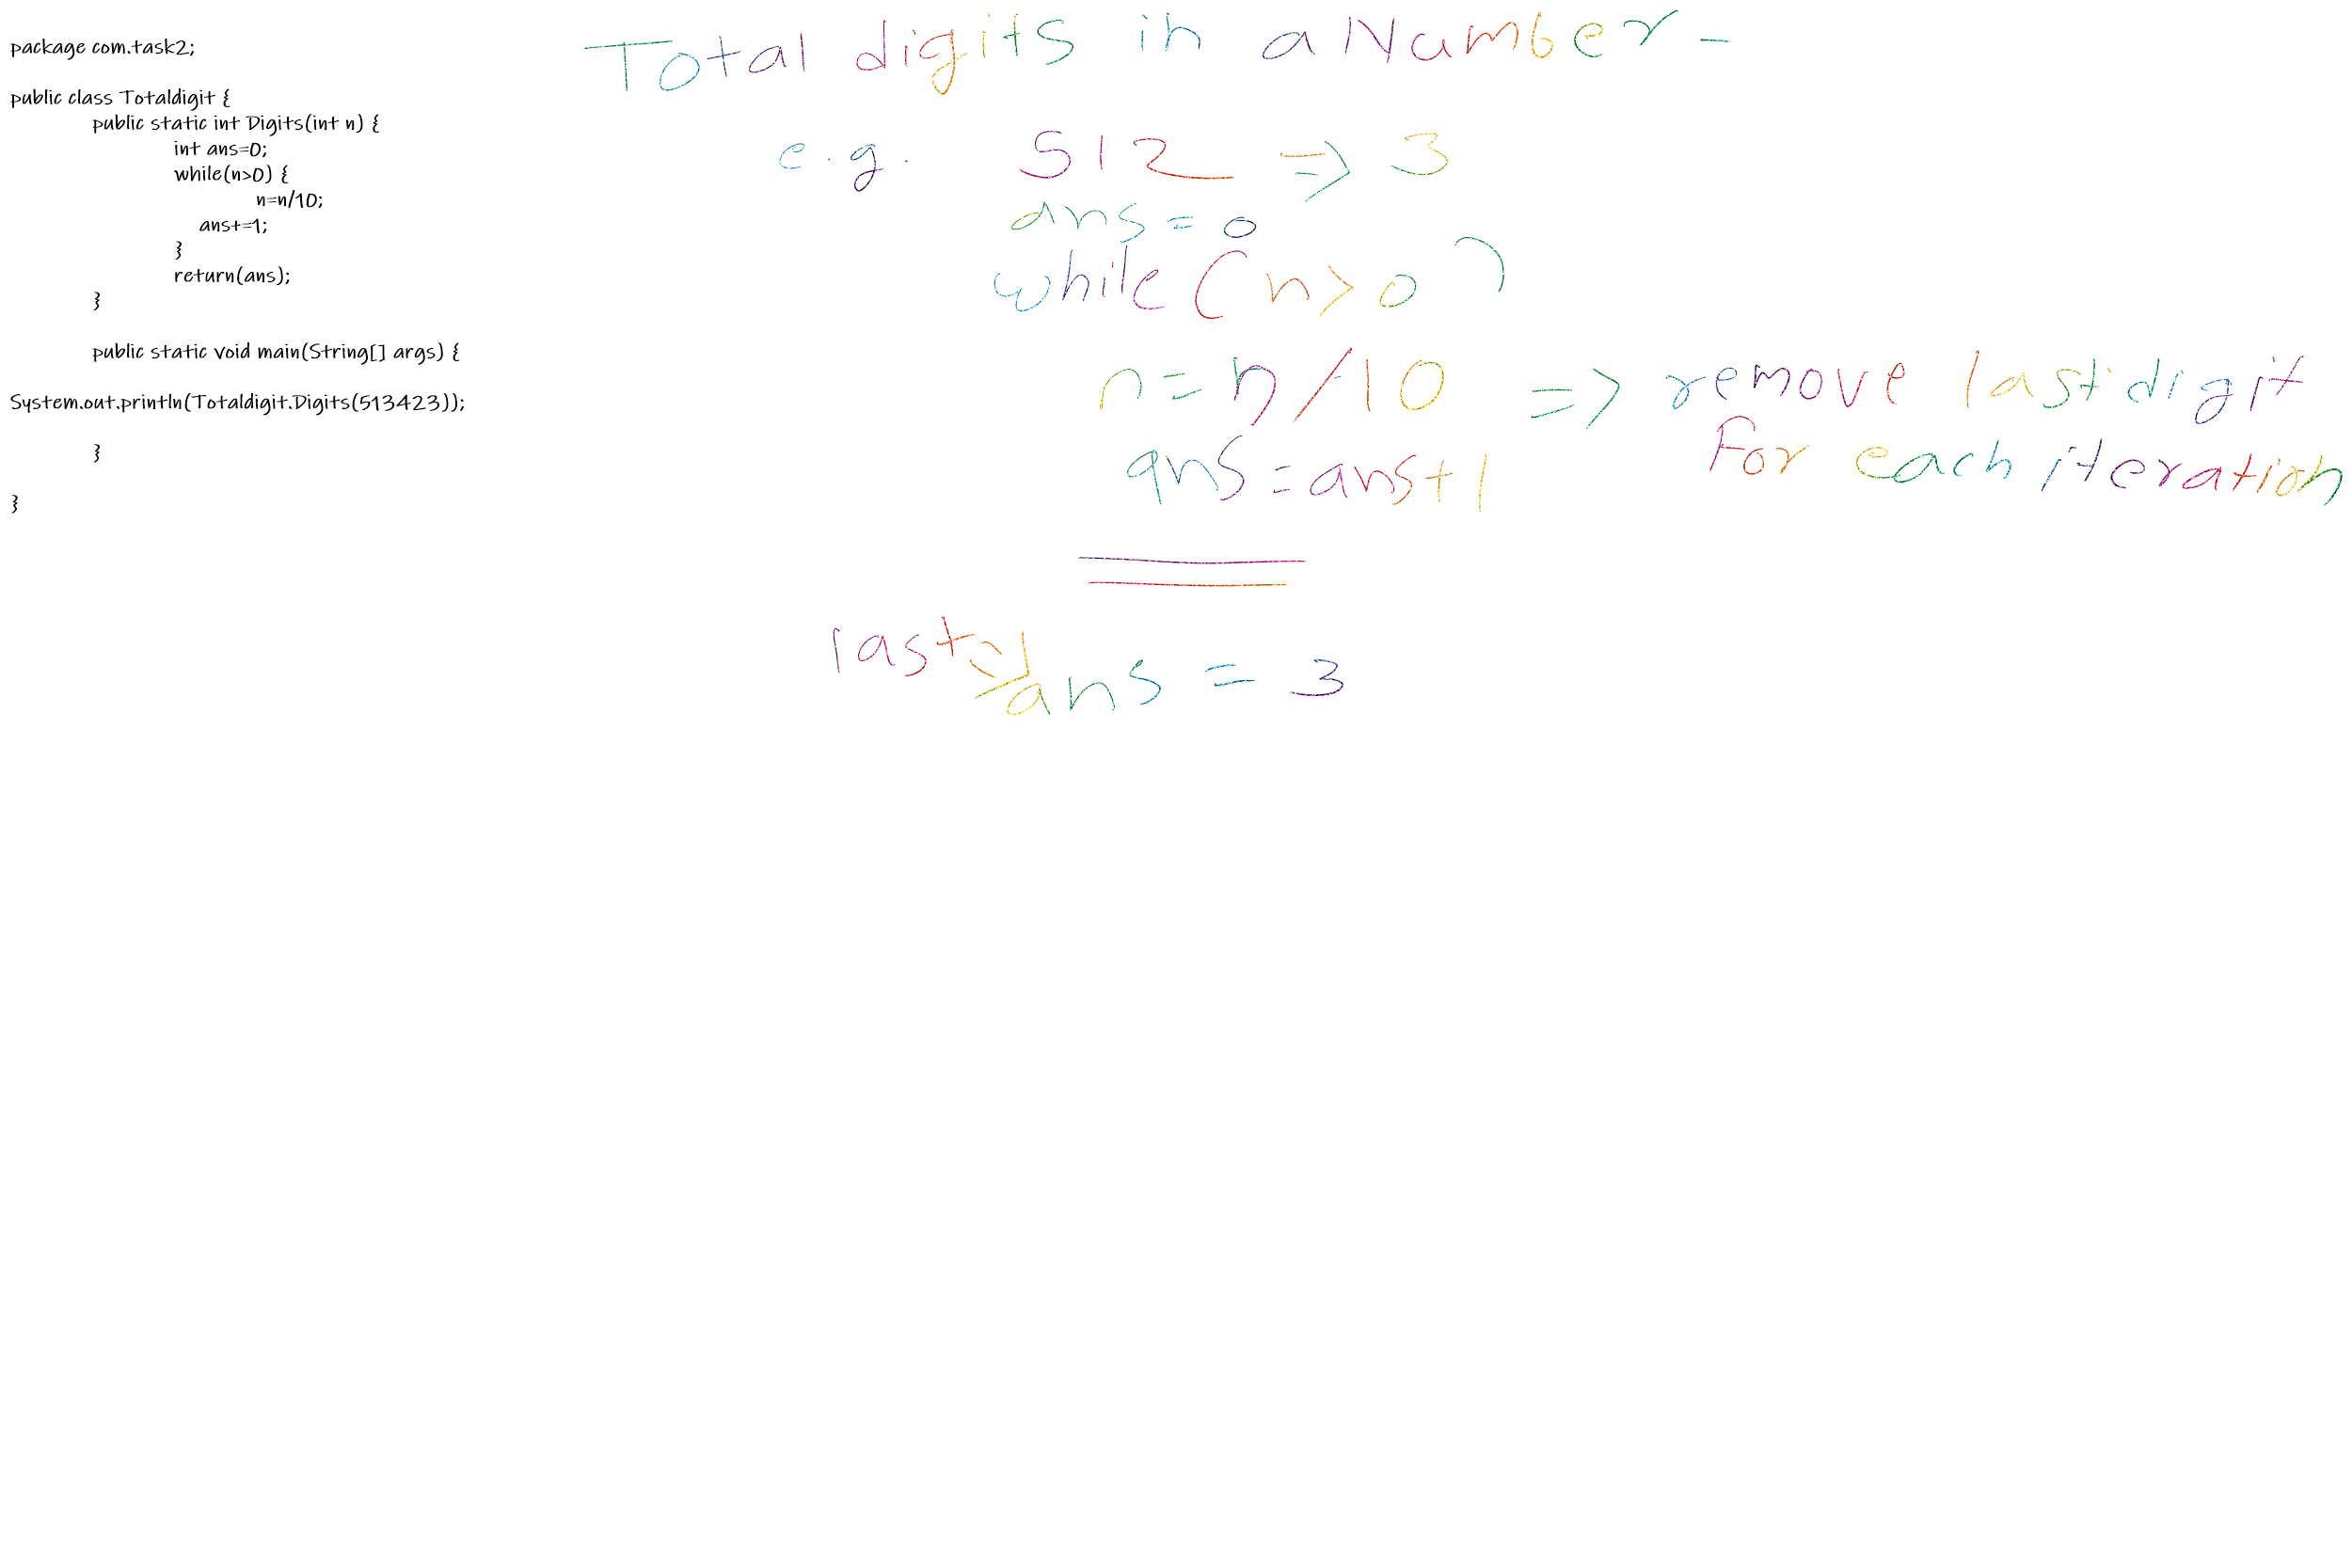 package com.task2;
public class Totaldigit {
public static int Digits(int n) {
int ans=0;
while(n>0) {
n=n/10;
ans+=1;
}
return(ans);
}
public static void main(String[] args) {
System.out.println(Totaldigit.Digits(513423));
}
}
Total digits in a Number -
e.g. 512 => 3
ans = 0
while (n>0)
n = n/10 => remove last digit
For each iteration
ans = ans+1
last
ans = 3